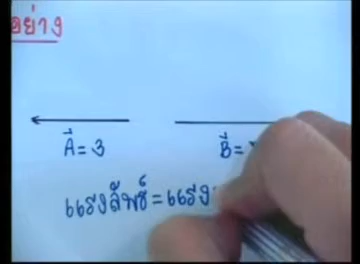 อย่าง
Ā = 3
B̄ =
แรงลัพธ์ = แรง